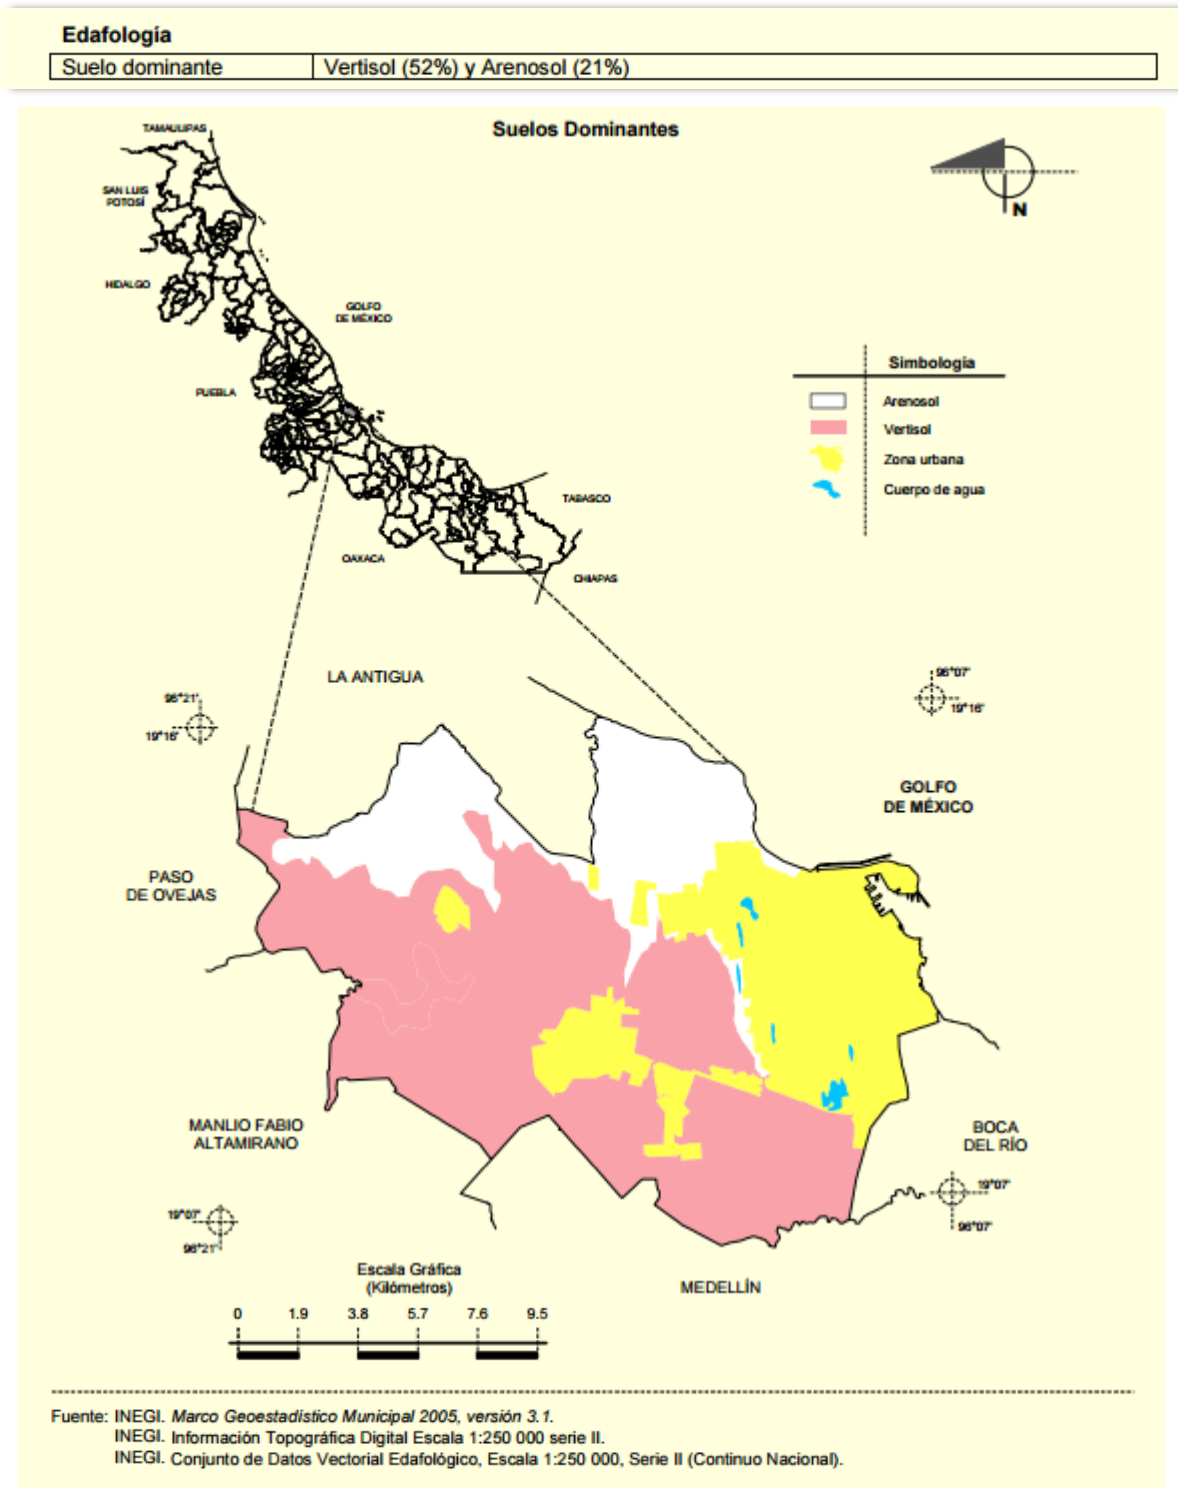 Edafología
Suelo dominante Vertisol (52%) y Arenosol (21%)
Suelos Dominantes
TAMAULIPAS
SAN LUIS
POTOSÍ
HIDALGO
GOLFO
DE MÉXICO
PUEBLA
N
Simbología
Arenosol
Vertisol
Zona urbana
Cuerpo de agua
TABASCO
OAXACA
CHIAPAS
LA ANTIGUA
96°21'
19°16'
96°07'
19°16'
GOLFO
DE MÉXICO
PASO
DE OVEJAS
MANLIO FABIO
ALTAMIRANO
BOCA
DEL RÍO
19°07'
96°21'
19°07'
96°07'
MEDELLÍN
Escala Gráfica
(Kilómetros)
0 1.9 3.8 5.7 7.6 9.5
Fuente: INEGI. Marco Geoestadístico Municipal 2005, versión 3.1.
INEGI. Información Topográfica Digital Escala 1:250 000 serie II.
INEGI. Conjunto de Datos Vectorial Edafológico, Escala 1:250 000, Serie II (Continuo Nacional).